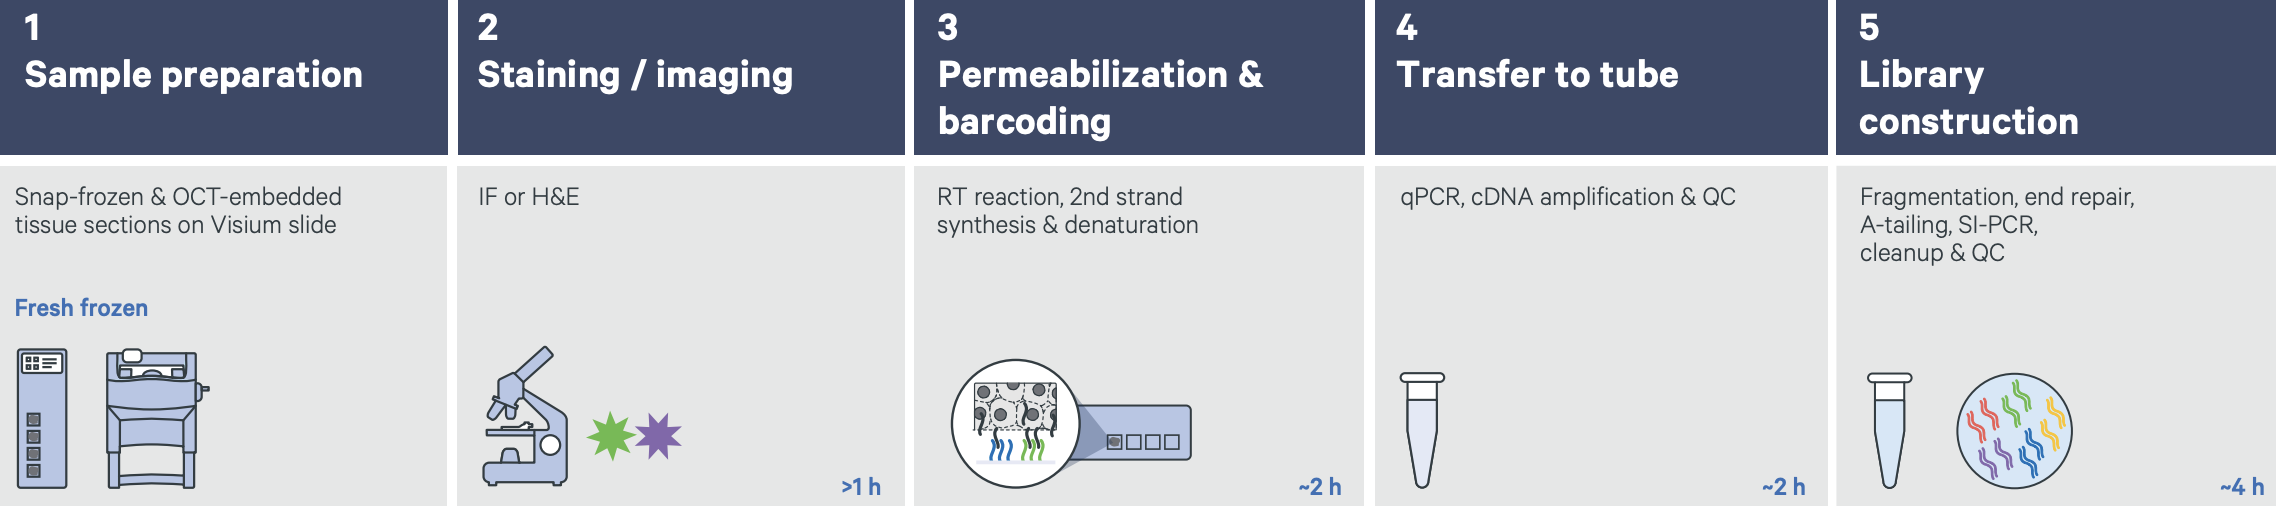 1
Sample preparation
Snap-frozen & OCT-embedded
tissue sections on Visium slide
Fresh frozen
2
Staining / imaging
IF or H&E
>1 h
3
Permeabilization &
barcoding
RT reaction, 2nd strand
synthesis & denaturation
~2 h
4
Transfer to tube
qPCR, cDNA amplification & QC
~2 h
5
Library
construction
Fragmentation, end repair,
A-tailing, SI-PCR,
cleanup & QC
~4 h